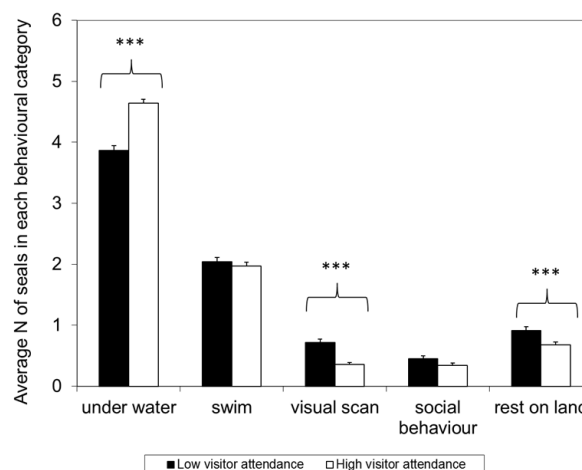 Average N of seals in each behavioural category
6
5
4
3
2
1
0
***
***
***
under water
swim
visual scan
social
behaviour
rest on land
Low visitor attendance
High visitor attendance